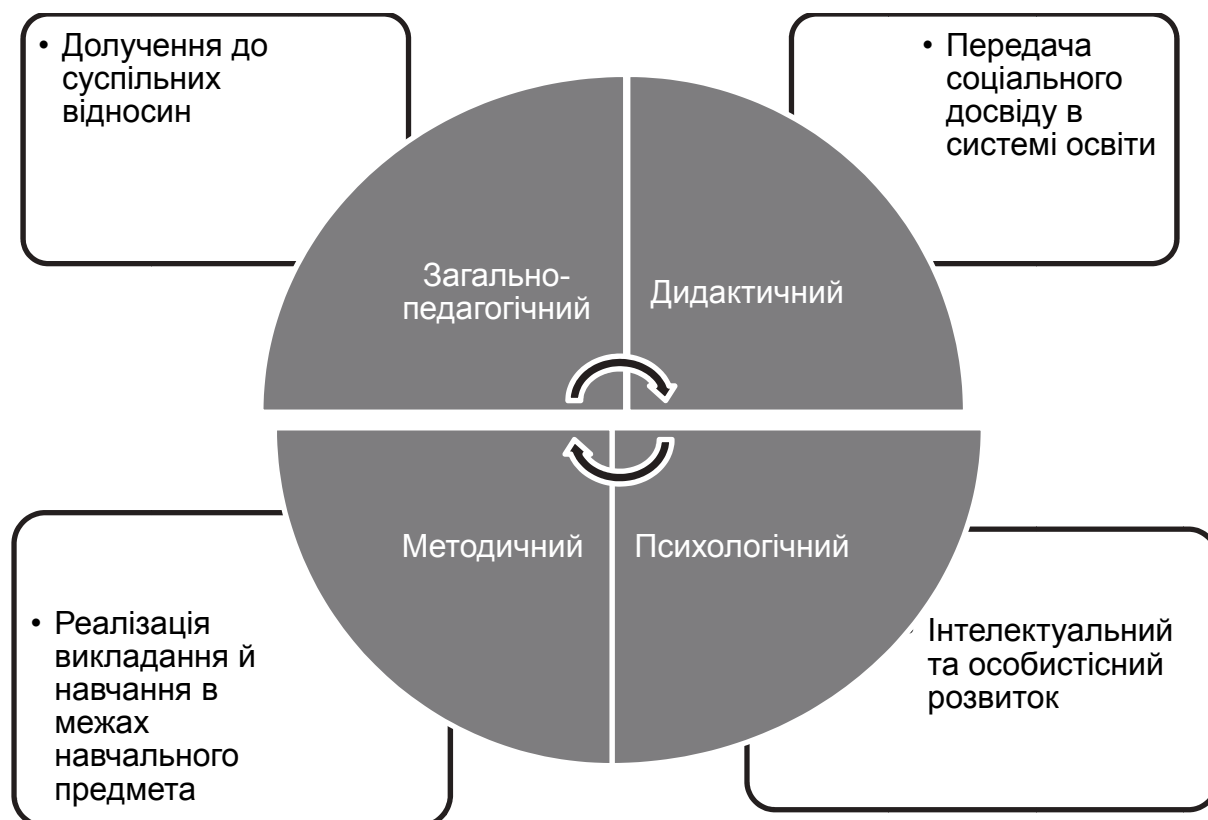 • Долучення до
суспільних
відносин
• Передача
соціального
досвіду в
системі освіти
Загально-
педагогічний
Дидактичний
Методичний
Психологічний
• Реалізація
викладання й
навчання в
межах
навчального
предмета
Інтелектуальний
та особистісний
розвиток